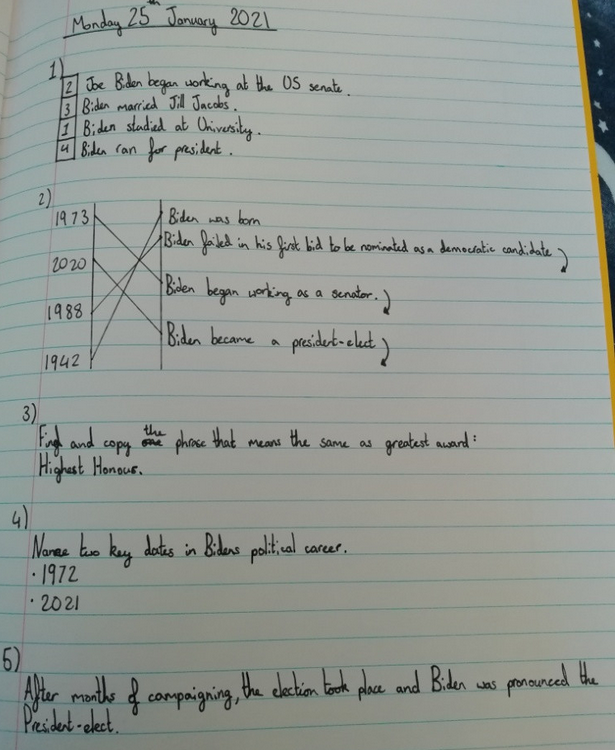 Monday 25th January 2021
1)
2 Joe Biden began working at the US senate.
3 Biden married Jill Jacobs.
1 Biden studied at University.
4 Biden ran for president.
2)
1973 Biden was born
Biden failed in his first bid to be nominated as a democratic candidate
2020
Biden began working as a senator.
1988
Biden became a president-elect
1942
3)
Find and copy the one phrase that means the same as greatest award:
Highest Honour.
4)
Name two key dates in Bidens political career.
· 1972
· 2021
5)
After months of campaigning, the election took place and Biden was pronounced the
President-elect.